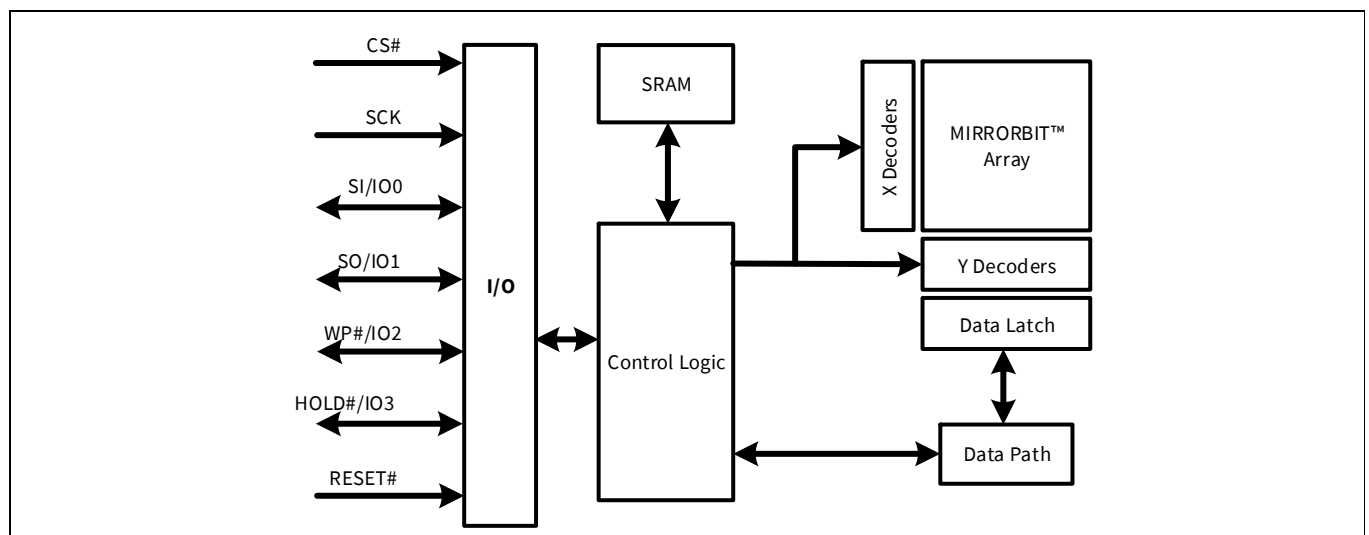 CS#
SCK
SI/IO0
SO/IO1
WP#/IO2
HOLD#/IO3
RESET#
I/O
SRAM
Control Logic
X Decoders
MIRRORBIT™
Array
Y Decoders
Data Latch
Data Path